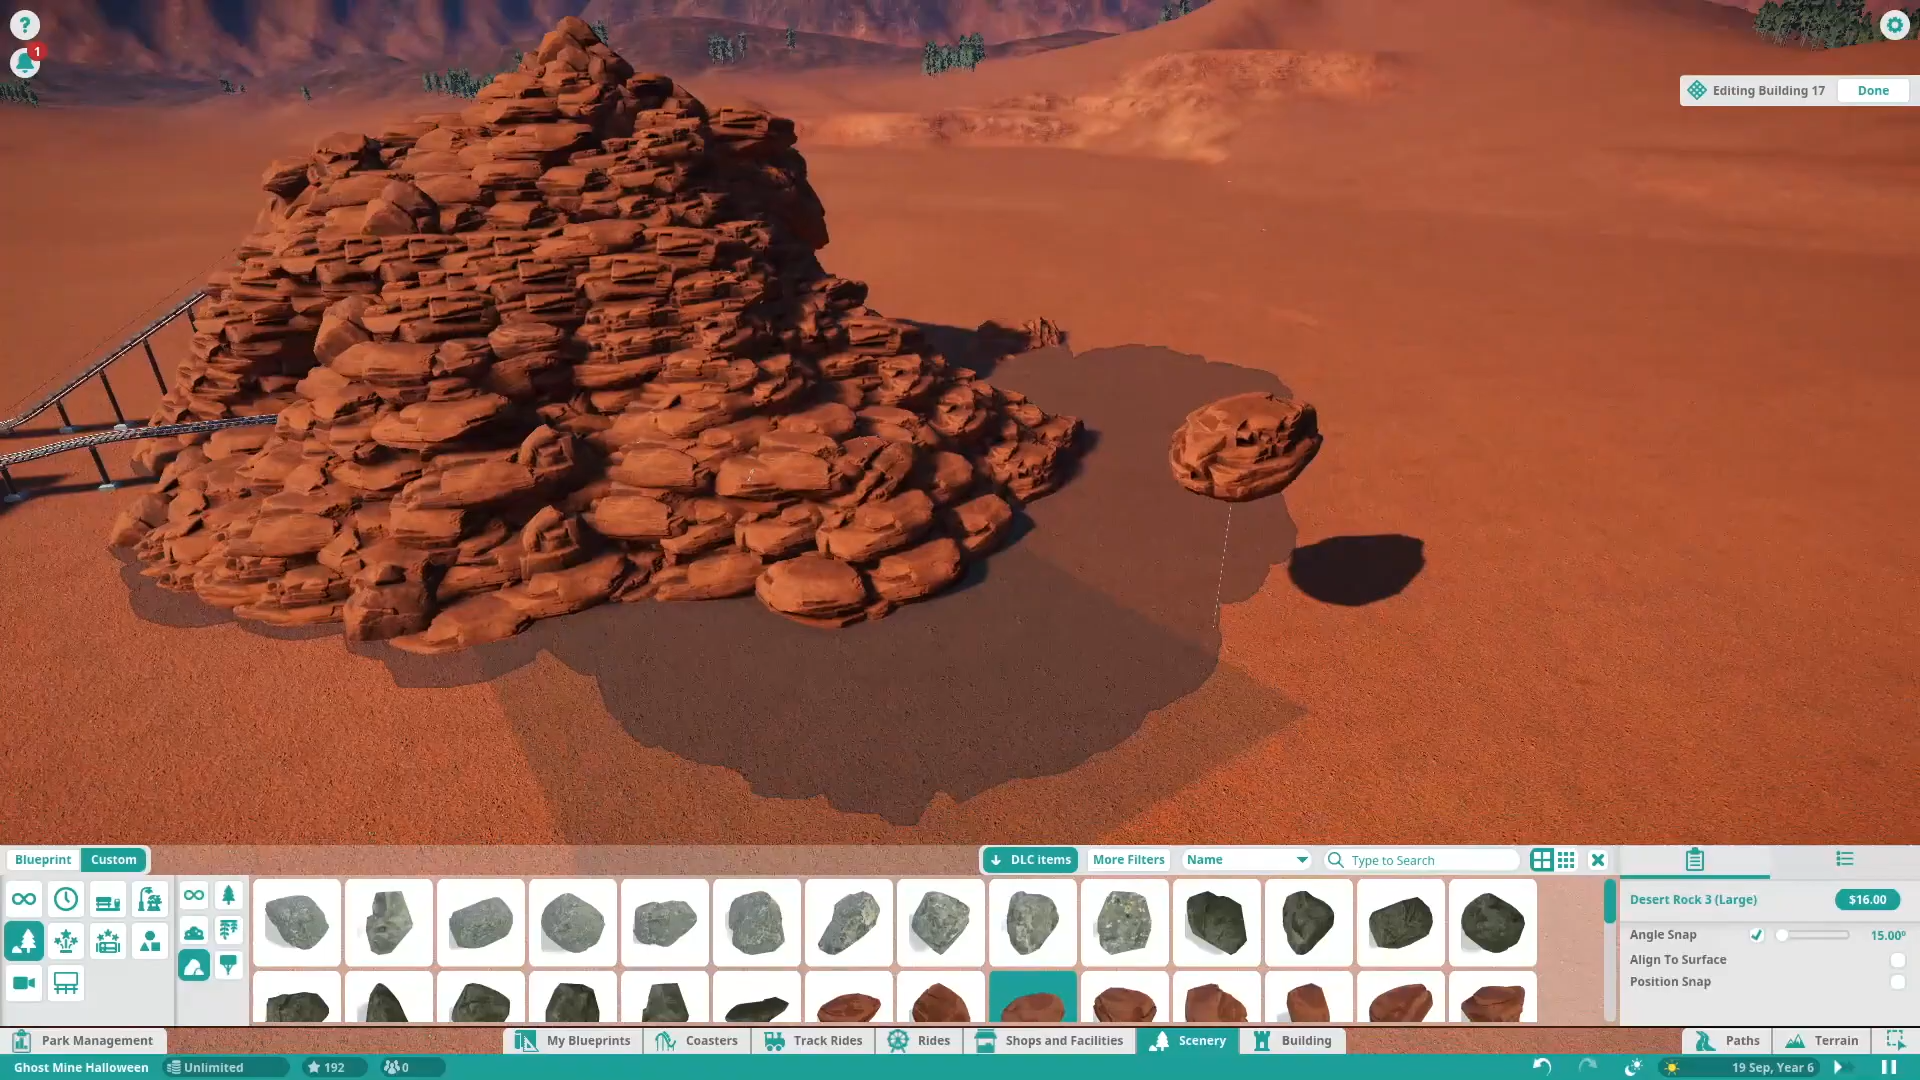 ?
1
Editing Building 17
Done
Blueprint
Custom
DLC items
More Filters
Name
Type to Search
Desert Rock 3 (Large)
$16.00
Angle Snap
15.00°
Align To Surface
Position Snap
Park Management
My Blueprints
Coasters
Track Rides
Rides
Shops and Facilities
Scenery
Building
Paths
Terrain
Ghost Mine Halloween
Unlimited
192
0
19 Sep, Year 6